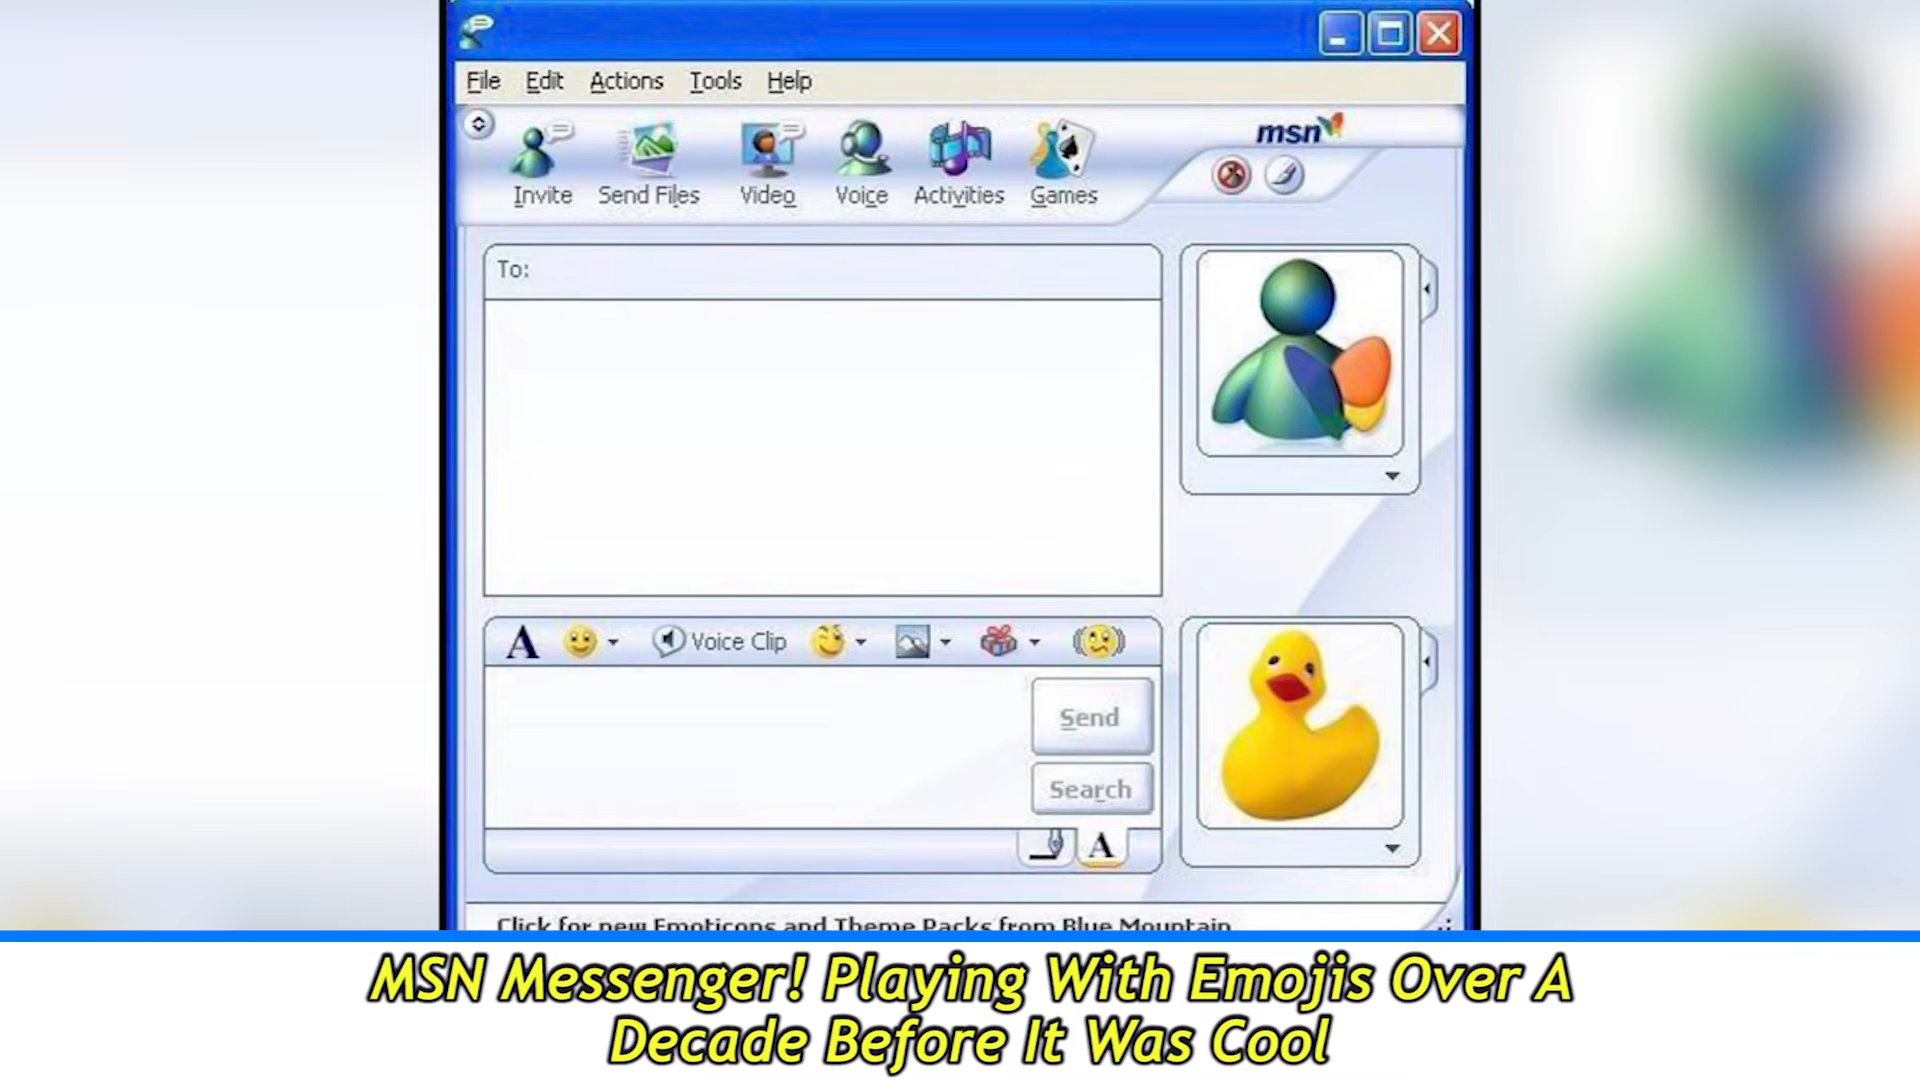 File Edit Actions Tools Help
msn
Invite Send Files Video Voice Activities Games
To:
A Voice Clip
Send
Search
A
Click for new Emoticons and Theme Packs from Blue Mountain
MSN Messenger! Playing With Emojis Over A
Decade Before It Was Cool